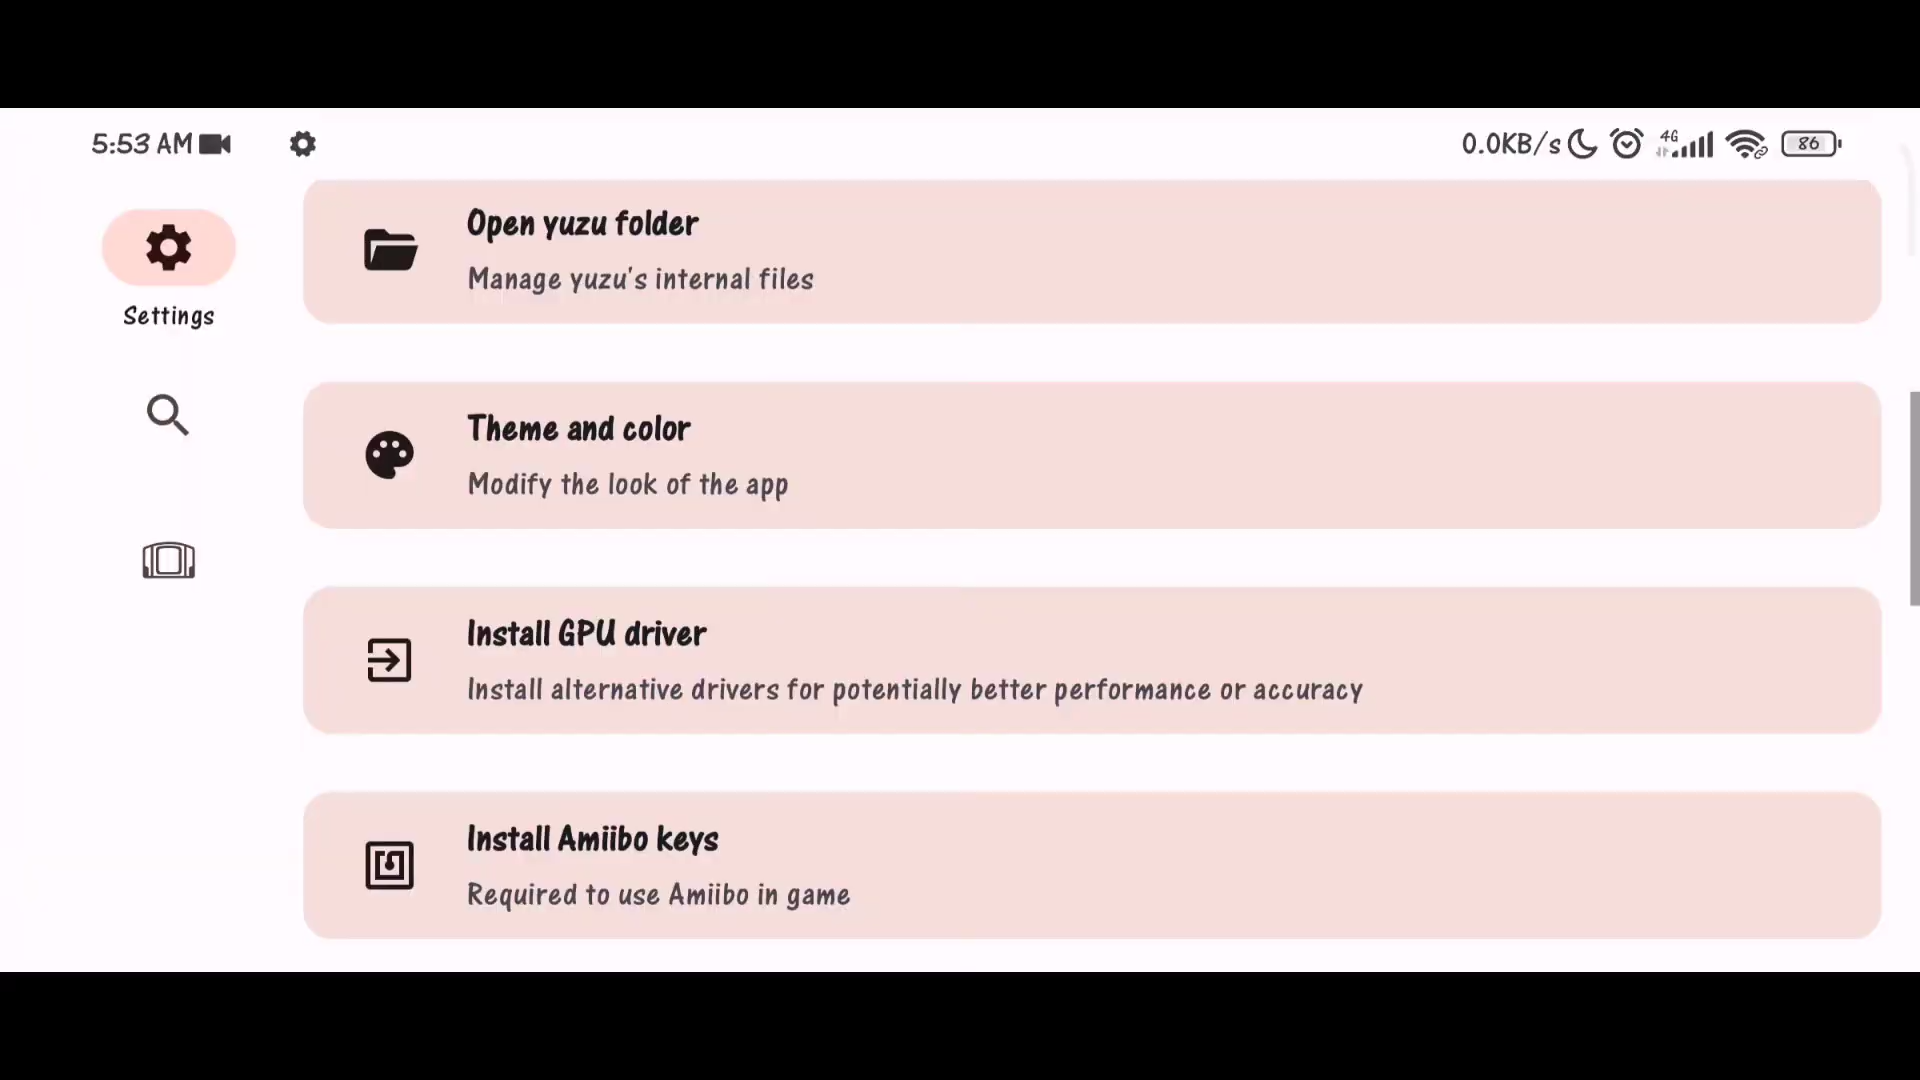 5:53 AM
0.0KB/s 4G 86
Settings
Open yuzu folder
Manage yuzu's internal files
Theme and color
Modify the look of the app
Install GPU driver
Install alternative drivers for potentially better performance or accuracy
Install Amiibo keys
Required to use Amiibo in game